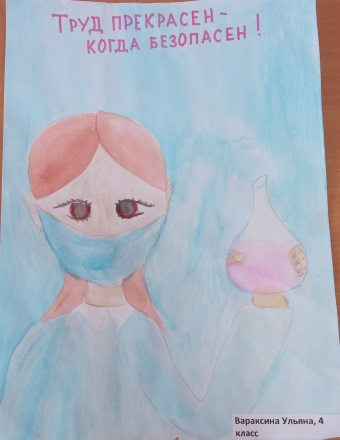 Труд прекрасен -
когда безопасен!
Вараксина Ульяна, 4
класс